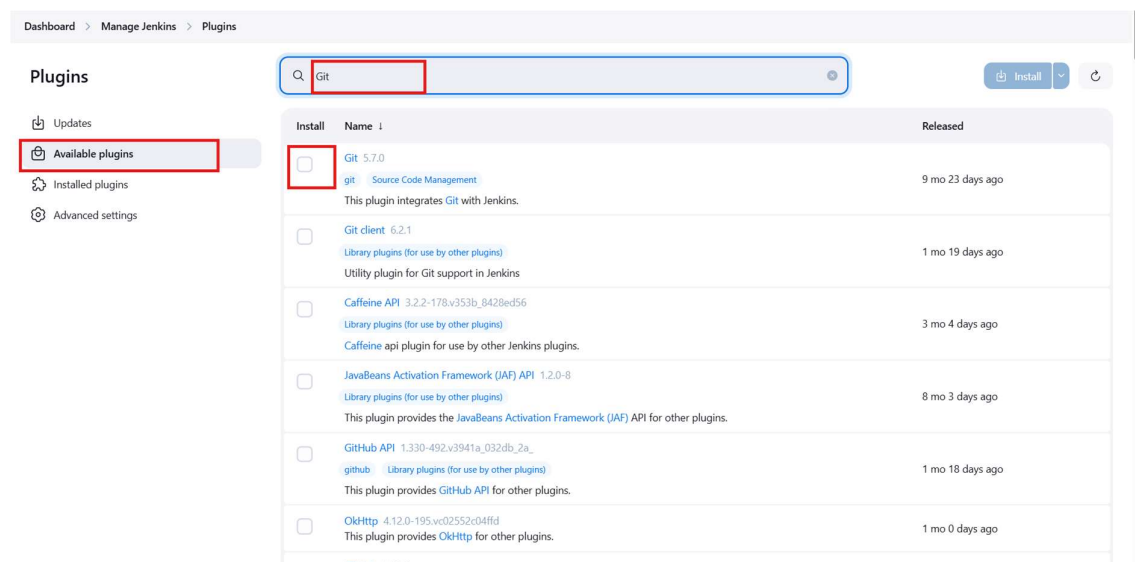 Dashboard > Manage Jenkins > Plugins
Plugins
Git
Install
Updates
Available plugins
Installed plugins
Advanced settings
Install Name ↓ Released
Git 5.7.0
git Source Code Management
This plugin integrates Git with Jenkins.
9 mo 23 days ago
Git client 6.2.1
Library plugins (for use by other plugins)
Utility plugin for Git support in Jenkins
1 mo 19 days ago
Caffeine API 3.2.2-178.v353b_8428ed56
Library plugins (for use by other plugins)
Caffeine api plugin for use by other Jenkins plugins.
3 mo 4 days ago
JavaBeans Activation Framework (JAF) API 1.2.0-8
Library plugins (for use by other plugins)
This plugin provides the JavaBeans Activation Framework (JAF) API for other plugins.
8 mo 3 days ago
GitHub API 1.330-492.v3941a_032db_2a_
github Library plugins (for use by other plugins)
This plugin provides GitHub API for other plugins.
1 mo 18 days ago
OkHttp 4.12.0-195.vc02552c04ffd
This plugin provides OkHttp for other plugins.
1 mo 0 days ago